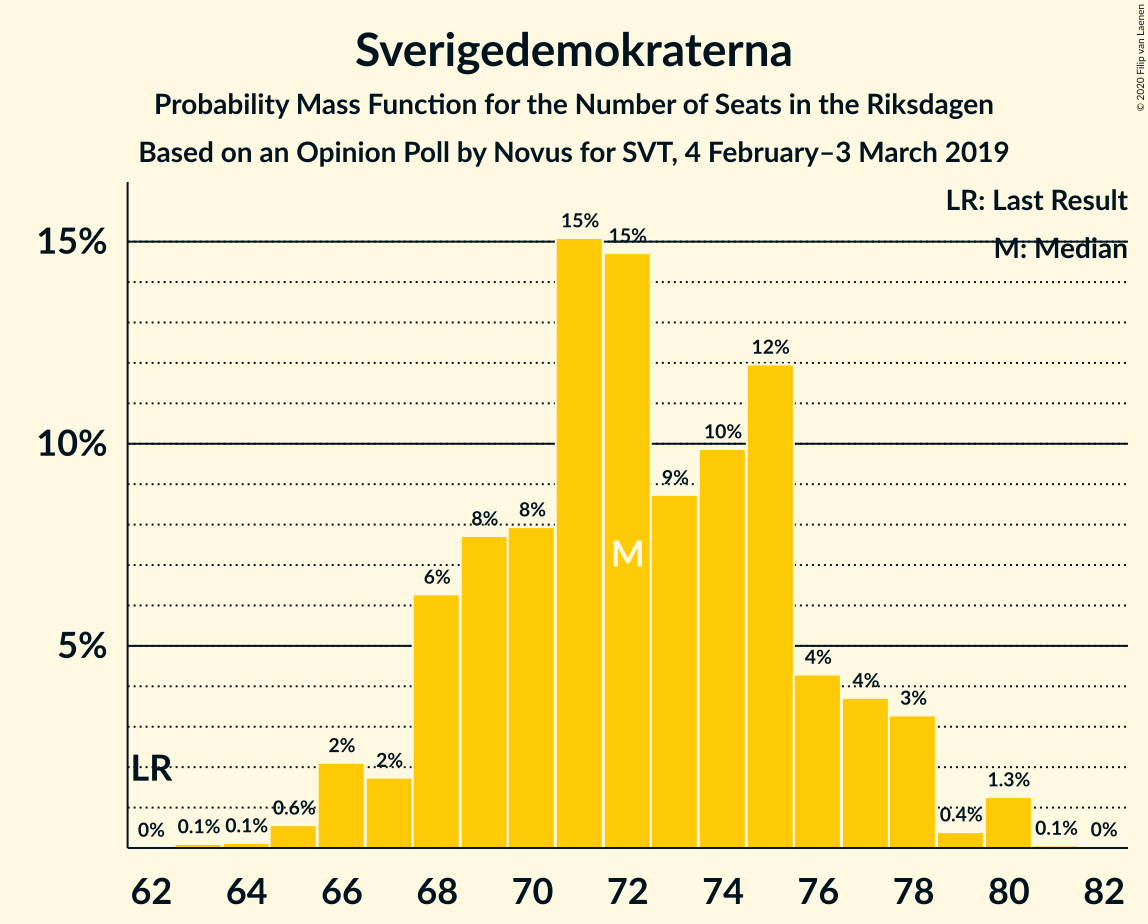 Sverigedemokraterna
Probability Mass Function for the Number of Seats in the Riksdagen
Based on an Opinion Poll by Novus for SVT, 4 February–3 March 2019
© 2020 Filip van Laenen
LR: Last Result
M: Median
15%
10%
5%
LR
M
0%
0.1%
0.1%
0.6%
2%
2%
6%
8%
8%
15%
15%
9%
10%
12%
4%
4%
3%
0.4%
1.3%
0.1%
0%
62 64 66 68 70 72 74 76 78 80 82